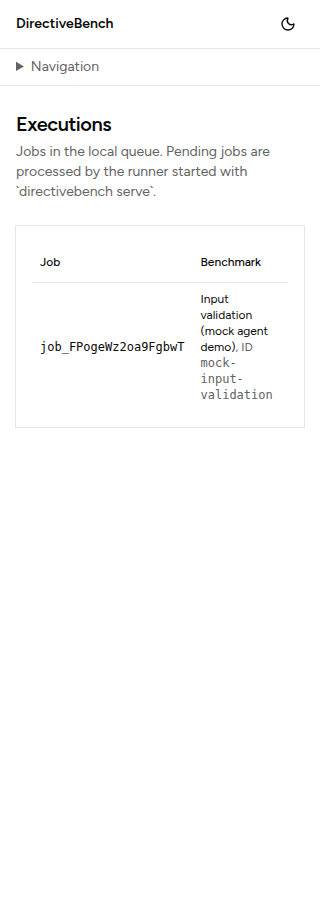 DirectiveBench
Navigation
Executions
Jobs in the local queue. Pending jobs are
processed by the runner started with
`directivebench serve`.
Job Benchmark
job_FPogeWz2oa9FgbwT
Input
validation
(mock agent
demo), ID
mock-
input-
validation